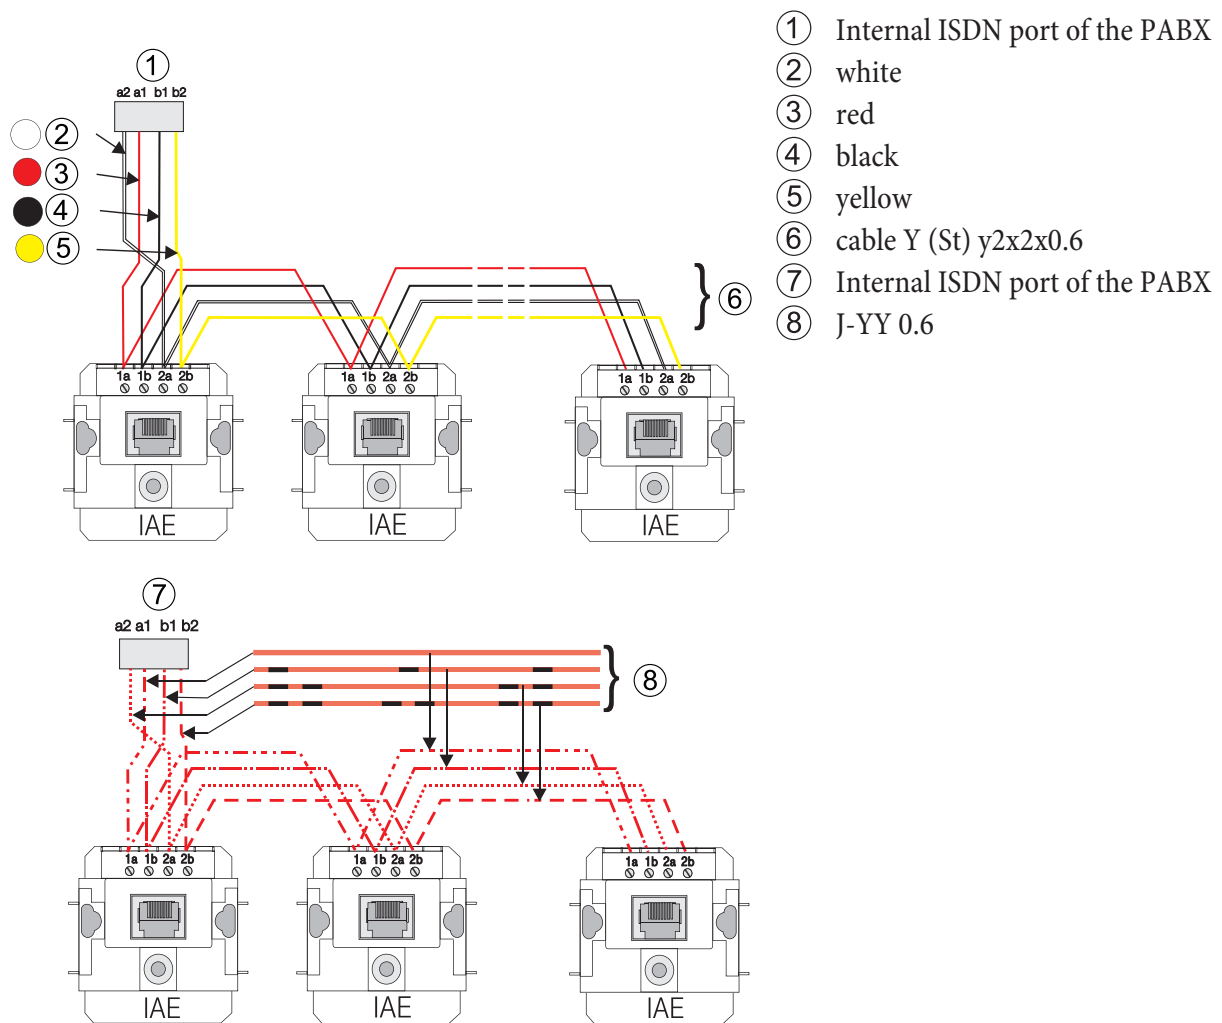 ① Internal ISDN port of the PABX
② white
③ red
④ black
⑤ yellow
⑥ cable Y (St) y2x2x0.6
⑦ Internal ISDN port of the PABX
⑧ J-YY 0.6
①
a2 a1 b1 b2
②
③
④
⑤
⑥
1a 1b 2a 2b
1a 1b 2a 2b
1a 1b 2a 2b
IAE
IAE
IAE
⑦
a2 a1 b1 b2
⑧
1a 1b 2a 2b
1a 1b 2a 2b
1a 1b 2a 2b
IAE
IAE
IAE